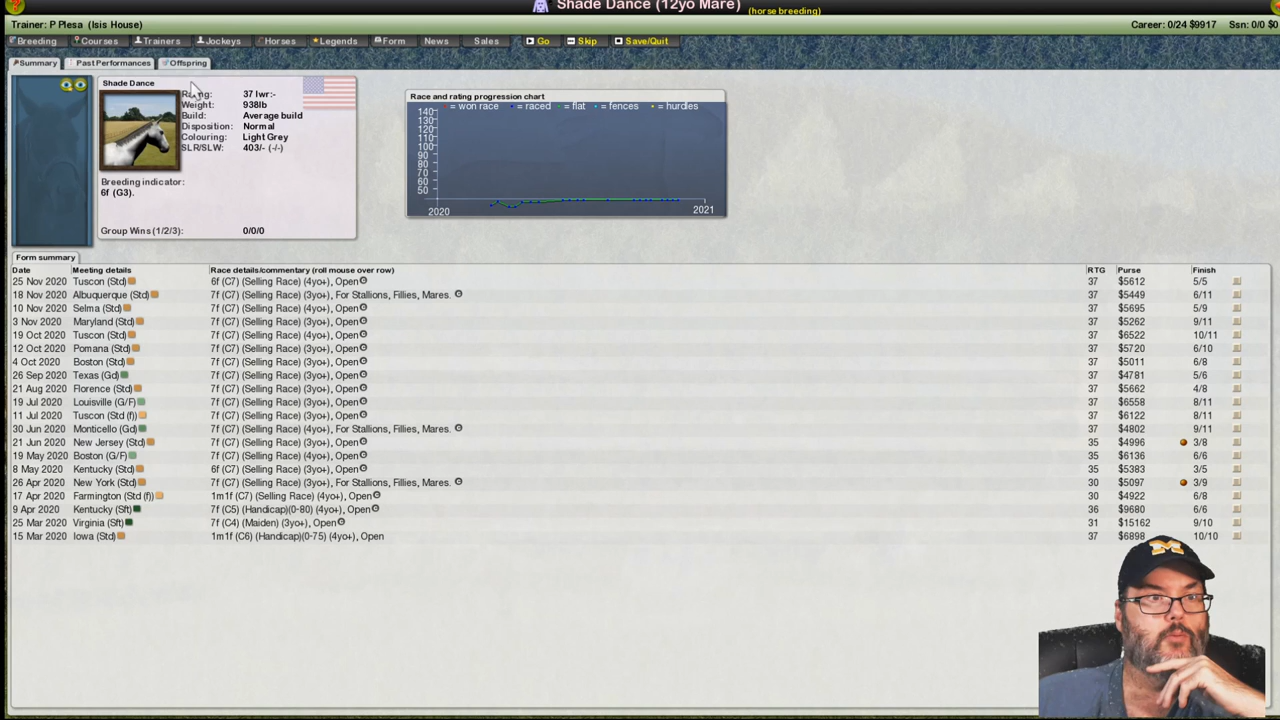 Shade Dance (12yo Mare) (horse breeding)
Trainer: P Plesa (Isis House) Career: 0/24 $9917 Ssn: 0/0 $0
Breeding Courses Trainers Jockeys Horses Legends Form News Sales Go Skip Save/Quit
Summary Past Performances Offspring
Shade Dance
37 lwr:-
Weight: 938lb
Build: Average build
Disposition: Normal
Colouring: Light Grey
SLR/SLW: 403/- (-/-)
Breeding indicator:
6f (G3).
Group Wins (1/2/3): 0/0/0
Race and rating progression chart
= won race = raced = flat = fences = hurdles
140
130
120
110
100
90
80
70
60
50
2020 2021
Form summary
Date Meeting details Race details/commentary (roll mouse over row) RTG Purse Finish
25 Nov 2020 Tuscon (Std) 6f (C7) (Selling Race) (4yo+), Open 37 $5612 5/5
18 Nov 2020 Albuquerque (Std) 7f (C7) (Selling Race) (3yo+), For Stallions, Fillies, Mares. 37 $5449 6/11
10 Nov 2020 Selma (Std) 7f (C7) (Selling Race) (4yo+), Open 37 $5695 5/9
3 Nov 2020 Maryland (Std) 7f (C7) (Selling Race) (3yo+), Open 37 $5262 9/11
19 Oct 2020 Tuscon (Std) 7f (C7) (Selling Race) (4yo+), Open 37 $6522 10/11
12 Oct 2020 Pomana (Std) 7f (C7) (Selling Race) (3yo+), Open 37 $5720 6/10
4 Oct 2020 Boston (Std) 7f (C7) (Selling Race) (3yo+), Open 37 $5011 6/8
26 Sep 2020 Texas (Gd) 7f (C7) (Selling Race) (3yo+), Open 37 $4781 5/6
21 Aug 2020 Florence (Std) 7f (C7) (Selling Race) (3yo+), Open 37 $5662 4/8
19 Jul 2020 Louisville (G/F) 7f (C7) (Selling Race) (3yo+), Open 37 $6558 8/11
11 Jul 2020 Tuscon (Std (f)) 7f (C7) (Selling Race) (3yo+), Open 37 $6122 8/11
30 Jun 2020 Monticello (Gd) 7f (C7) (Selling Race) (4yo+), For Stallions, Fillies, Mares. 37 $4802 9/11
21 Jun 2020 New Jersey (Std) 7f (C7) (Selling Race) (3yo+), Open 35 $4996 3/8
19 May 2020 Boston (G/F) 7f (C7) (Selling Race) (4yo+), Open 35 $6136 6/6
8 May 2020 Kentucky (Std) 6f (C7) (Selling Race) (4yo+), Open 35 $5383 3/5
26 Apr 2020 New York (Std) 7f (C7) (Selling Race) (3yo+), For Stallions, Fillies, Mares. 30 $5097 3/9
17 Apr 2020 Farmington (Std (f)) 1m1f (C7) (Selling Race) (4yo+), Open 30 $4922 6/8
9 Apr 2020 Kentucky (Sft) 7f (C5) (Handicap)(0-80) (4yo+), Open 36 $9680 6/6
25 Mar 2020 Virginia (Sft) 7f (C4) (Maiden) (3yo+), Open 31 $15162 9/10
15 Mar 2020 Iowa (Std) 1m1f (C6) (Handicap)(0-75) (4yo+), Open 37 $6898 10/10
M